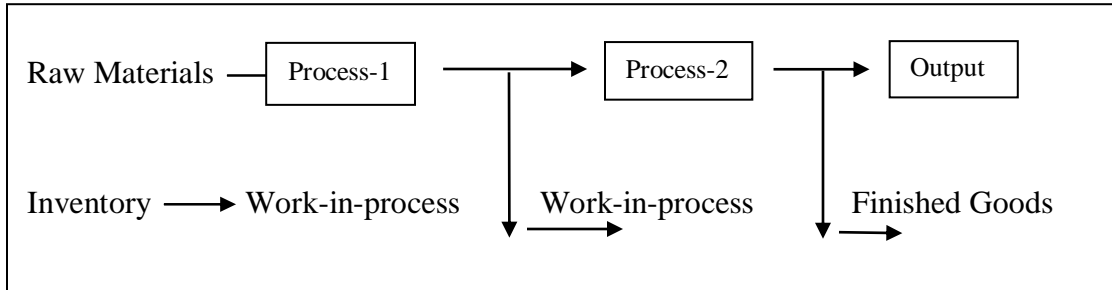 Raw Materials Process-1 Process-2 Output
Inventory Work-in-process Work-in-process Finished Goods